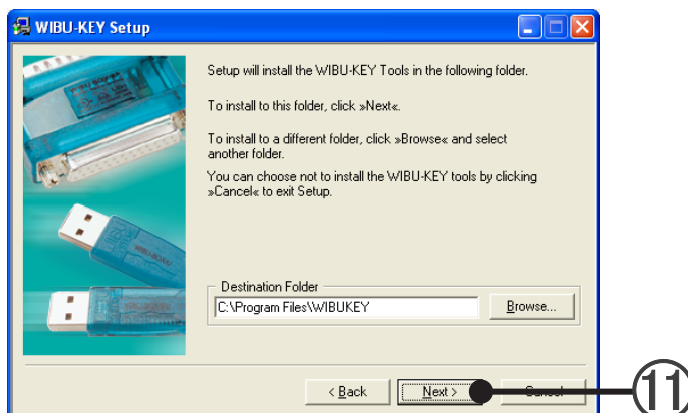 WIBU-KEY Setup
Setup will install the WIBU-KEY Tools in the following folder.
To install to this folder, click »Next«.
To install to a different folder, click »Browse« and select
another folder.
You can choose not to install the WIBU-KEY tools by clicking
»Cancel« to exit Setup.
Destination Folder
C:\Program Files\WIBUKEY
Browse...
< Back
Next >
Cancel
11